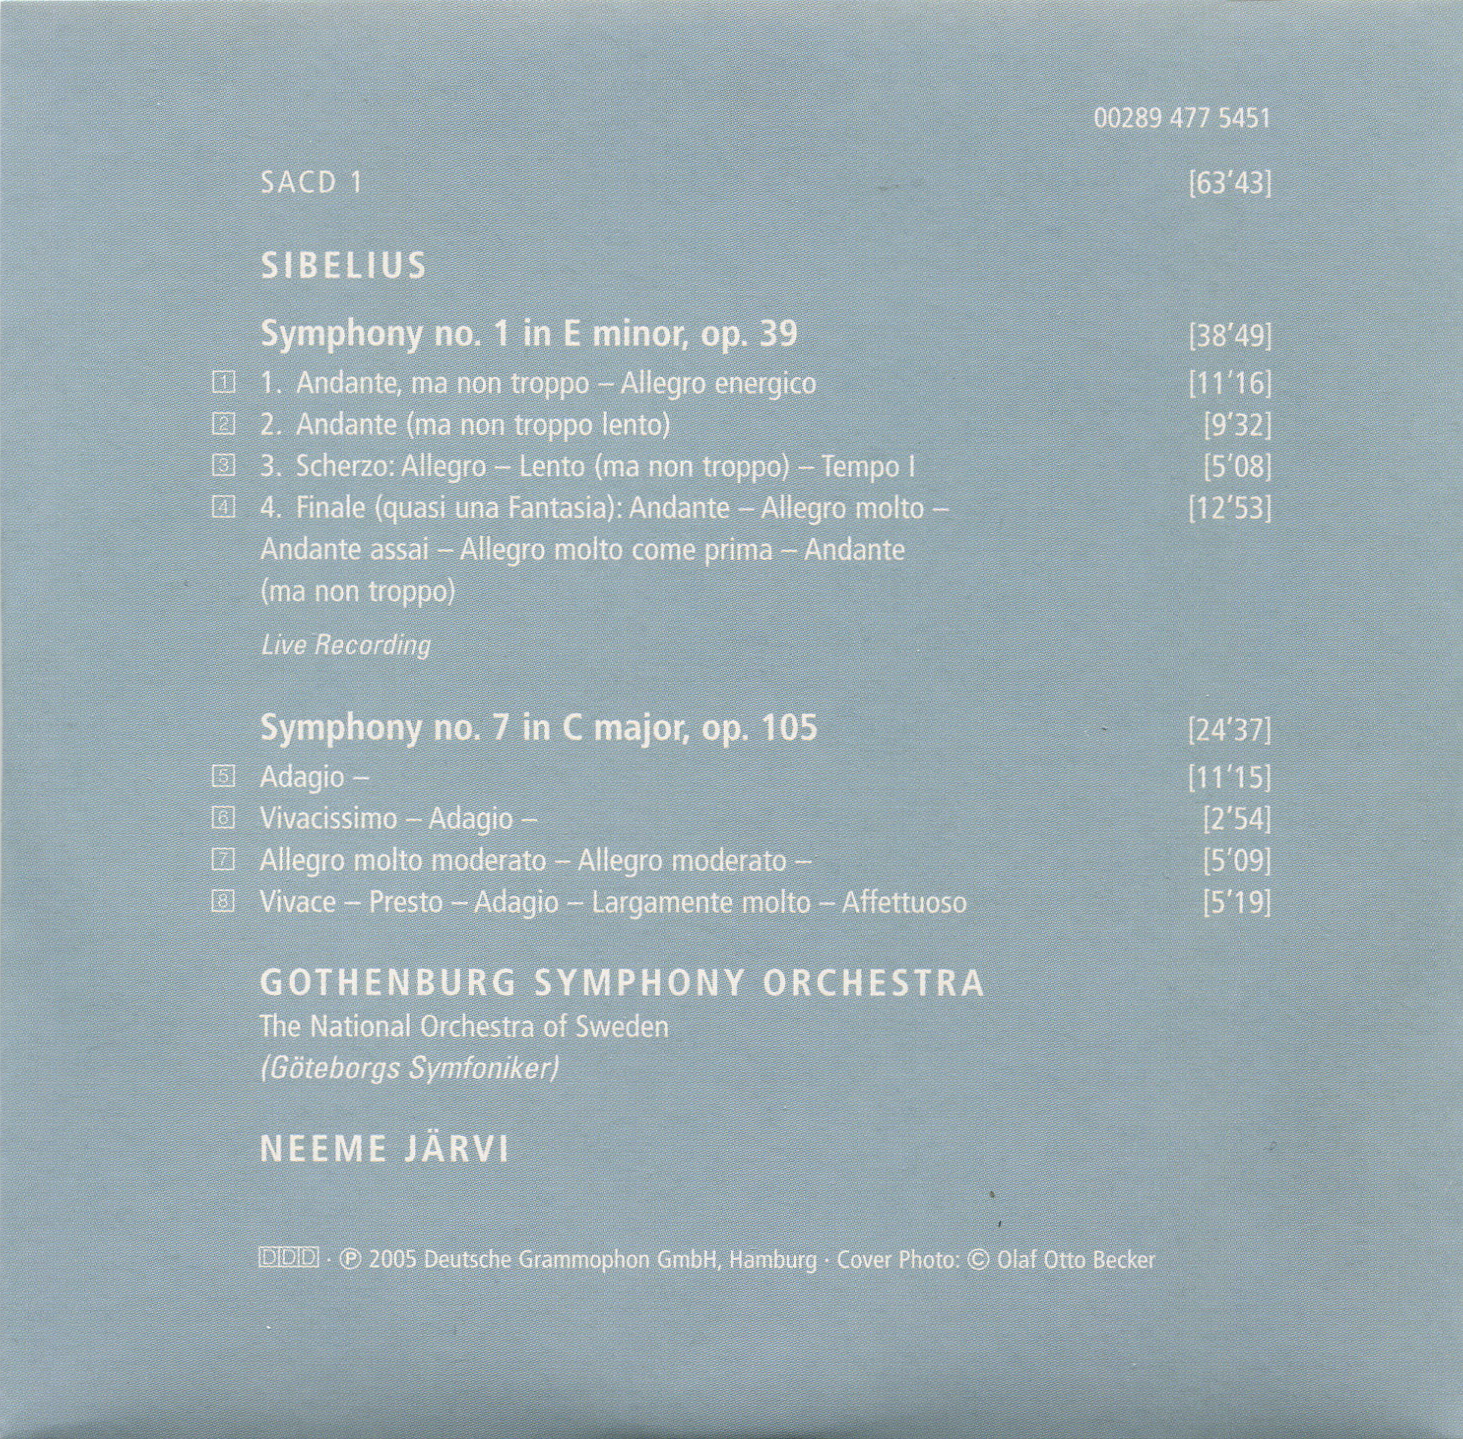 00289 477 5451
SACD 1 [63'43]
SIBELIUS
Symphony no. 1 in E minor, op. 39 [38'49]
1 1. Andante, ma non troppo – Allegro energico [11'16]
2 2. Andante (ma non troppo lento) [9'32]
3 3. Scherzo: Allegro – Lento (ma non troppo) – Tempo I [5'08]
4 4. Finale (quasi una Fantasia): Andante – Allegro molto – [12'53]
Andante assai – Allegro molto come prima – Andante
(ma non troppo)
Live Recording
Symphony no. 7 in C major, op. 105 [24'37]
5 Adagio – [11'15]
6 Vivacissimo – Adagio – [2'54]
7 Allegro molto moderato – Allegro moderato – [5'09]
8 Vivace – Presto – Adagio – Largamente molto – Affettuoso [5'19]
GOTHENBURG SYMPHONY ORCHESTRA
The National Orchestra of Sweden
(Göteborgs Symfoniker)
NEEME JÄRVI
DDD · ℗ 2005 Deutsche Grammophon GmbH, Hamburg · Cover Photo: © Olaf Otto Becker